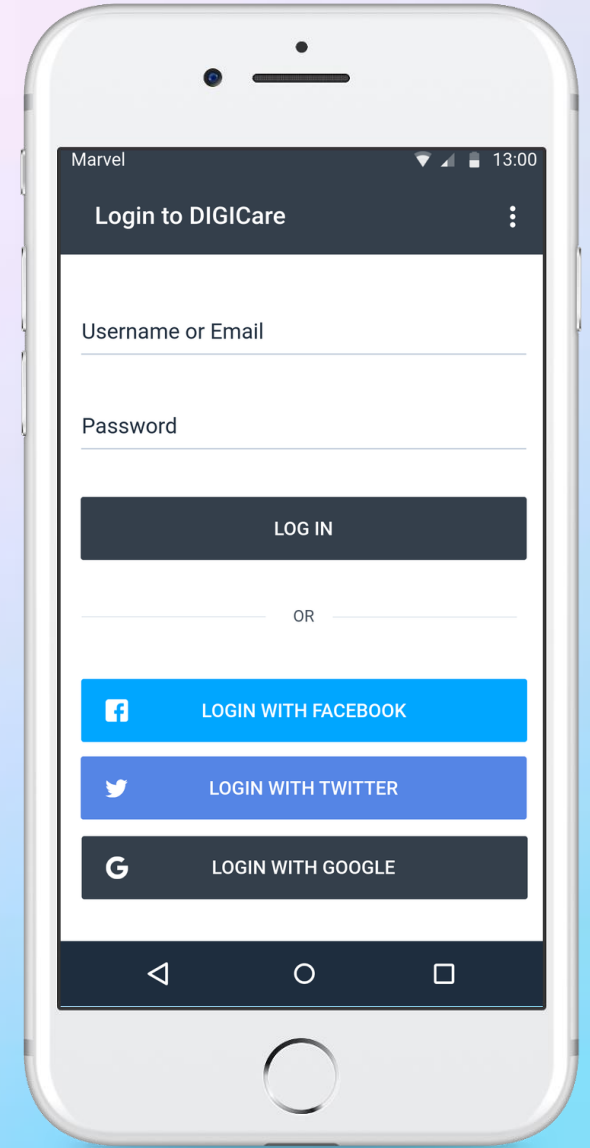 Marvel 13:00
Login to DIGICare
Username or Email
Password
LOG IN
OR
LOGIN WITH FACEBOOK
LOGIN WITH TWITTER
LOGIN WITH GOOGLE